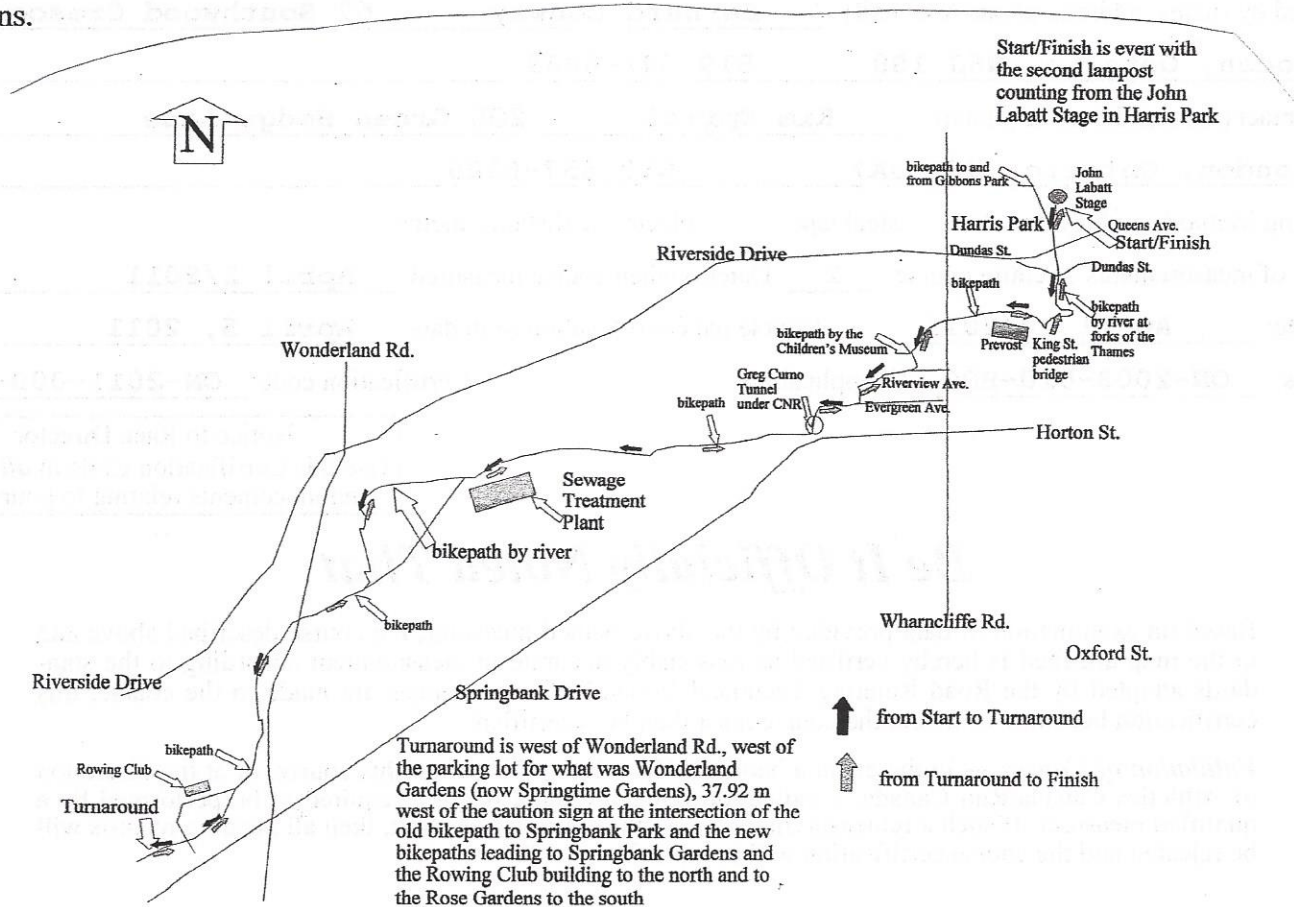 ns.
Start/Finish is even with
the second lampost
counting from the John
Labatt Stage in Harris Park
N
bikepath to and
from Gibbons Park
John
Labatt
Stage
Harris Park
Queens Ave.
Start/Finish
Riverside Drive
Dundas St.
Dundas St.
bikepath
bikepath
by river at
forks of the
Thames
Prevost
King St.
pedestrian
bridge
bikepath by the
Children's Museum
Wonderland Rd.
Greg Curno
Tunnel
under CNR
Riverview Ave.
Evergreen Ave.
bikepath
Horton St.
Sewage
Treatment
Plant
bikepath by river
bikepath
Wharncliffe Rd.
Oxford St.
Riverside Drive
Springbank Drive
from Start to Turnaround
bikepath
Rowing Club
Turnaround
from Turnaround to Finish
Turnaround is west of Wonderland Rd., west of
the parking lot for what was Wonderland
Gardens (now Springtime Gardens), 37.92 m
west of the caution sign at the intersection of the
old bikepath to Springbank Park and the new
bikepaths leading to Springbank Gardens and
the Rowing Club building to the north and to
the Rose Gardens to the south